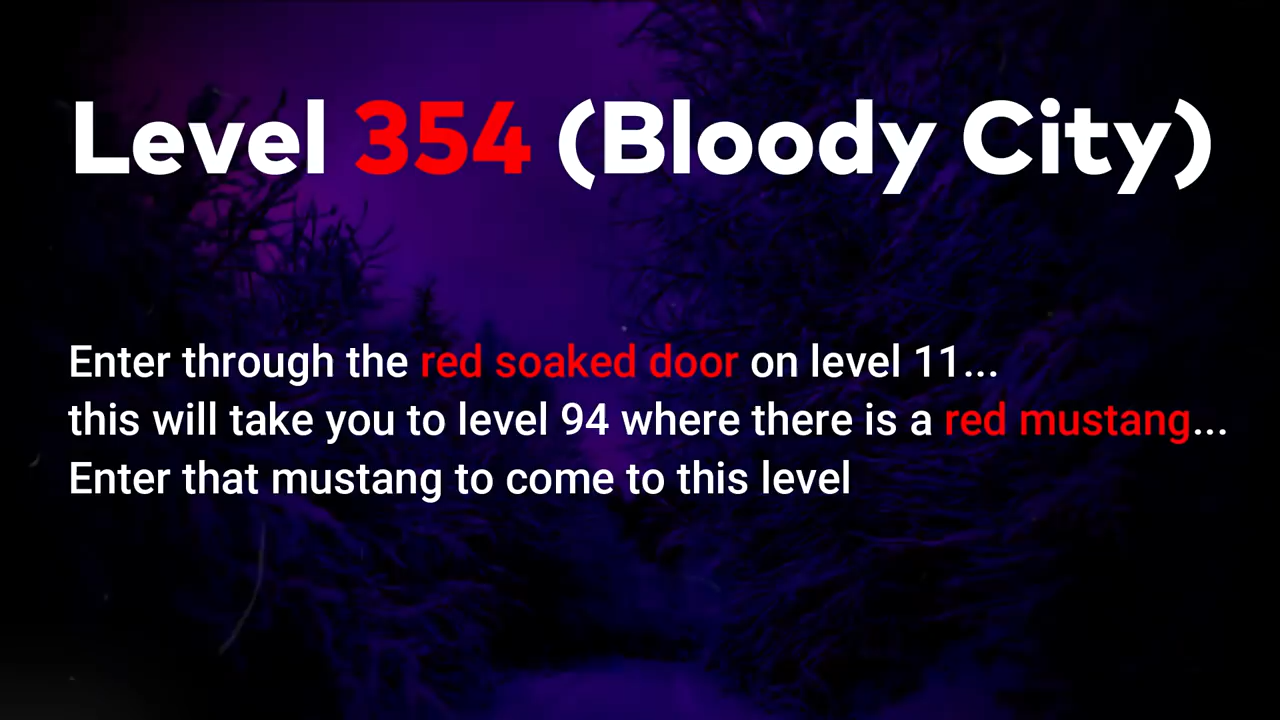 Level 354 (Bloody City)
Enter through the red soaked door on level 11...
this will take you to level 94 where there is a red mustang...
Enter that mustang to come to this level